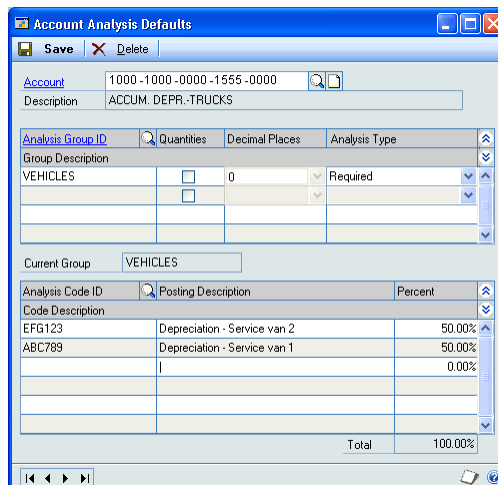 Account Analysis Defaults
Save Delete
Account 1000 -1000 -0000 -1555 -0000
Description ACCUM. DEPR.-TRUCKS
Analysis Group ID Quantities Decimal Places Analysis Type
Group Description
VEHICLES 0 Required
Current Group VEHICLES
Analysis Code ID Posting Description Percent
Code Description
EFG123 Depreciation - Service van 2 50.00%
ABC789 Depreciation - Service van 1 50.00%
0.00%
Total 100.00%